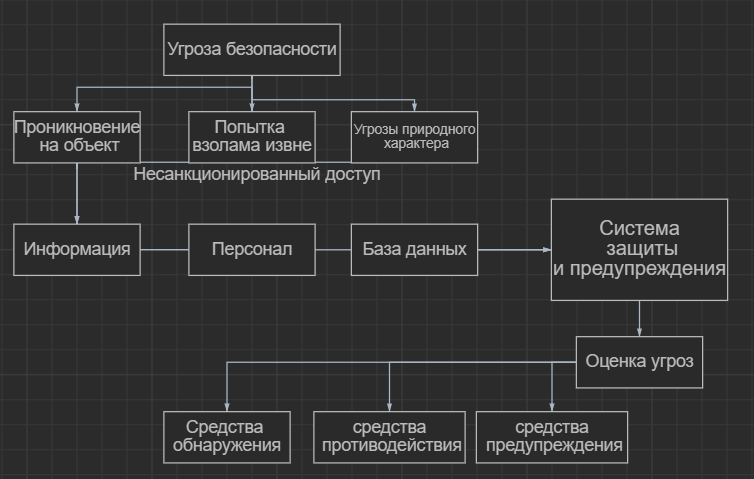 Угроза безопасности
Проникновение
на объект
Попытка
взолама извне
Угрозы природного
характера
Несанкционированный доступ
Информация
Персонал
База данных
Система
защиты
и предупреждения
Оценка угроз
Средства
обнаружения
средства
противодействия
средства
предупреждения